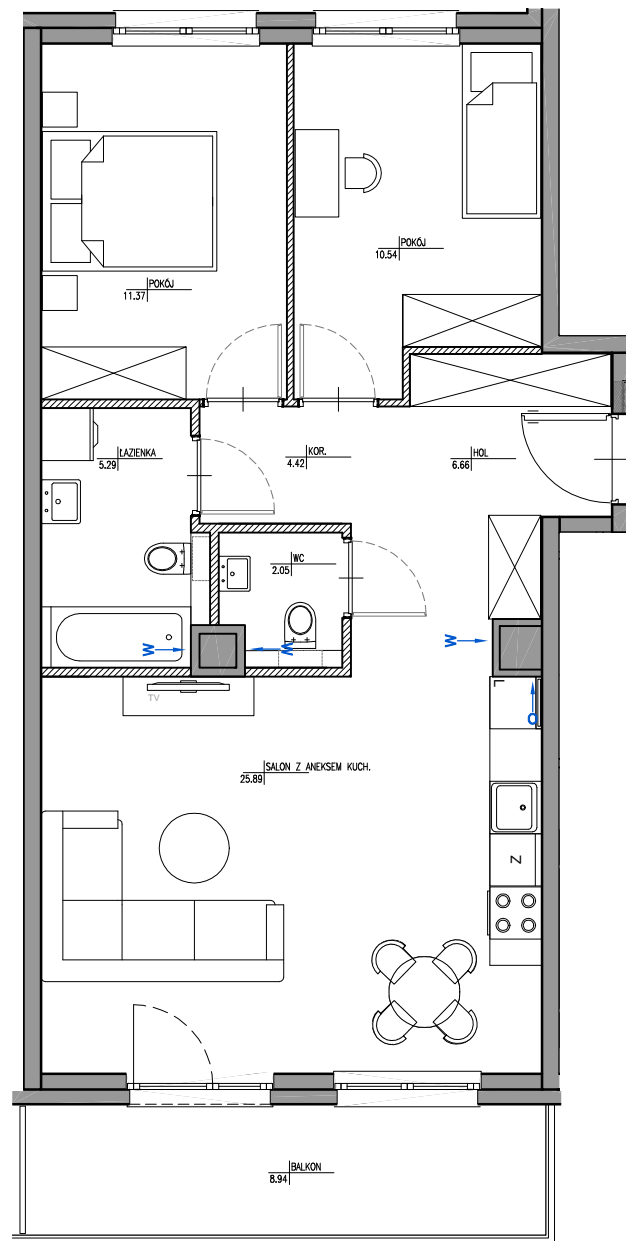 POKÓJ
10.54
POKÓJ
11.37
ŁAZIENKA
5.29
KOR.
4.42
HOL
6.66
WC
2.05
W
W
W
O
TV
SALON Z ANEKSEM KUCH.
25.89
Z
BALKON
8.94